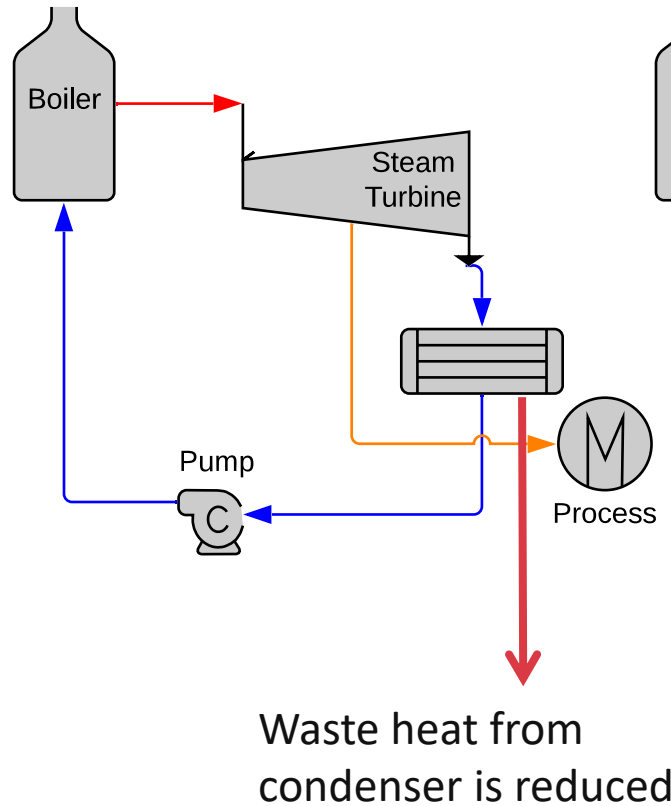 Boiler
Steam
Turbine
Pump
C
M
Process
Waste heat from
condenser is reduced